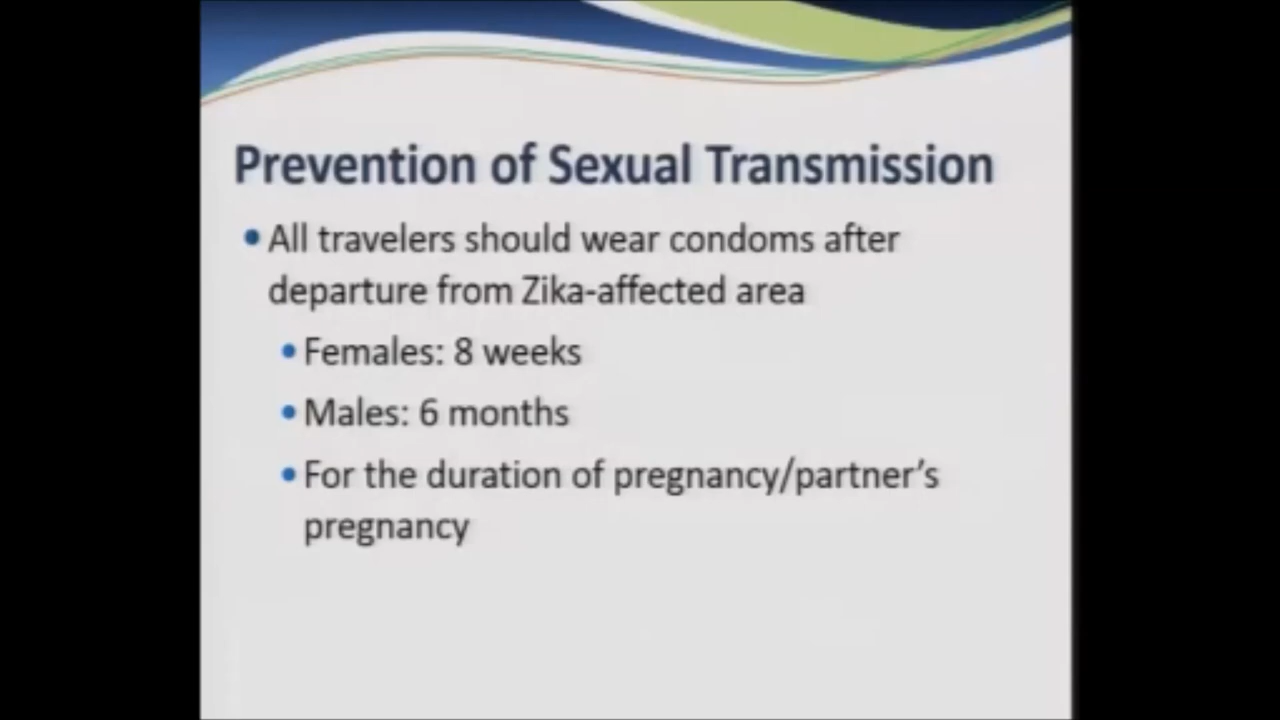 Prevention of Sexual Transmission
• All travelers should wear condoms after
departure from Zika-affected area
• Females: 8 weeks
• Males: 6 months
• For the duration of pregnancy/partner's
pregnancy